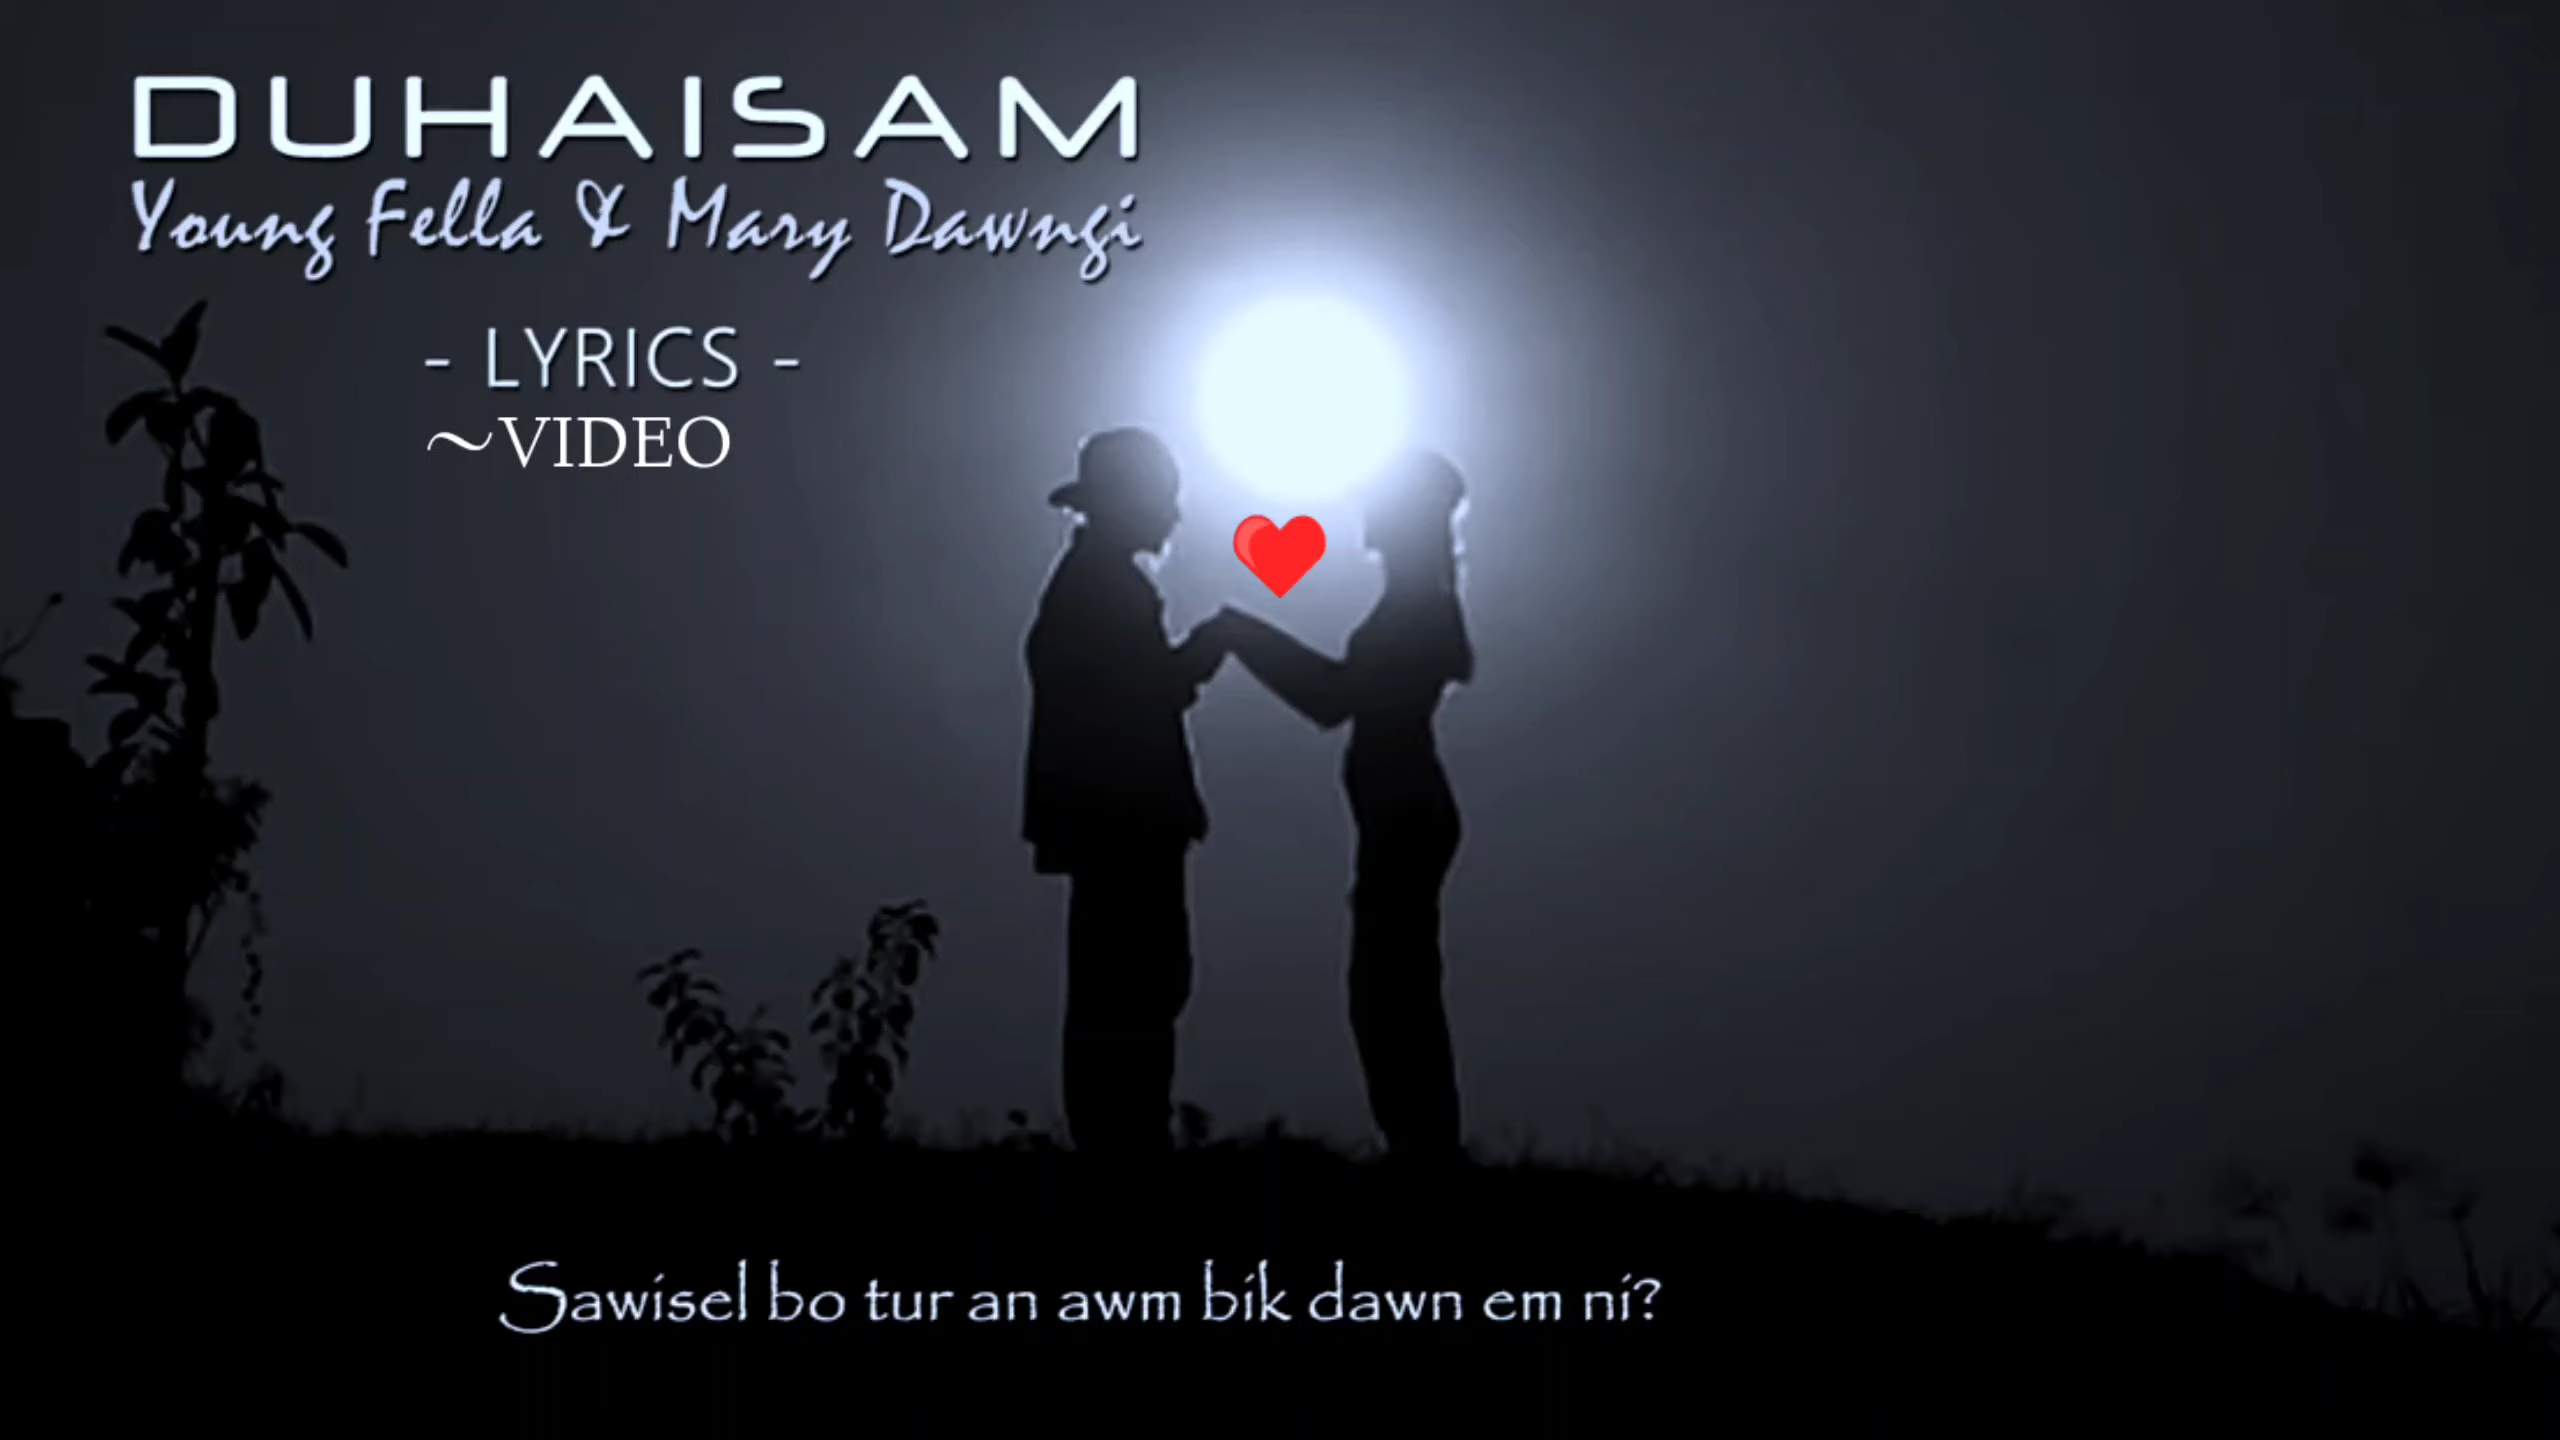 DUHAISAM
Young Fella & Mary Dawngi
- LYRICS -
~VIDEO
Sawisel bo tur an awm bik dawn em ni?